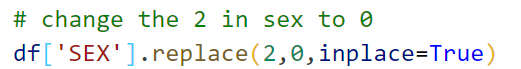 # change the 2 in sex to 0
df['SEX'].replace(2,0,inplace=True)